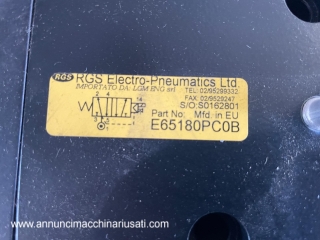 RGS
RGS Electro-Pneumatics Ltd.
IMPORTATO DA: LGM ENG srl
TEL: 02/95299332
FAX: 02/9529247
S/O:S0162801
Part No: Mfd. in EU
E65180PC0B
www.annuncimacchinariusati.com